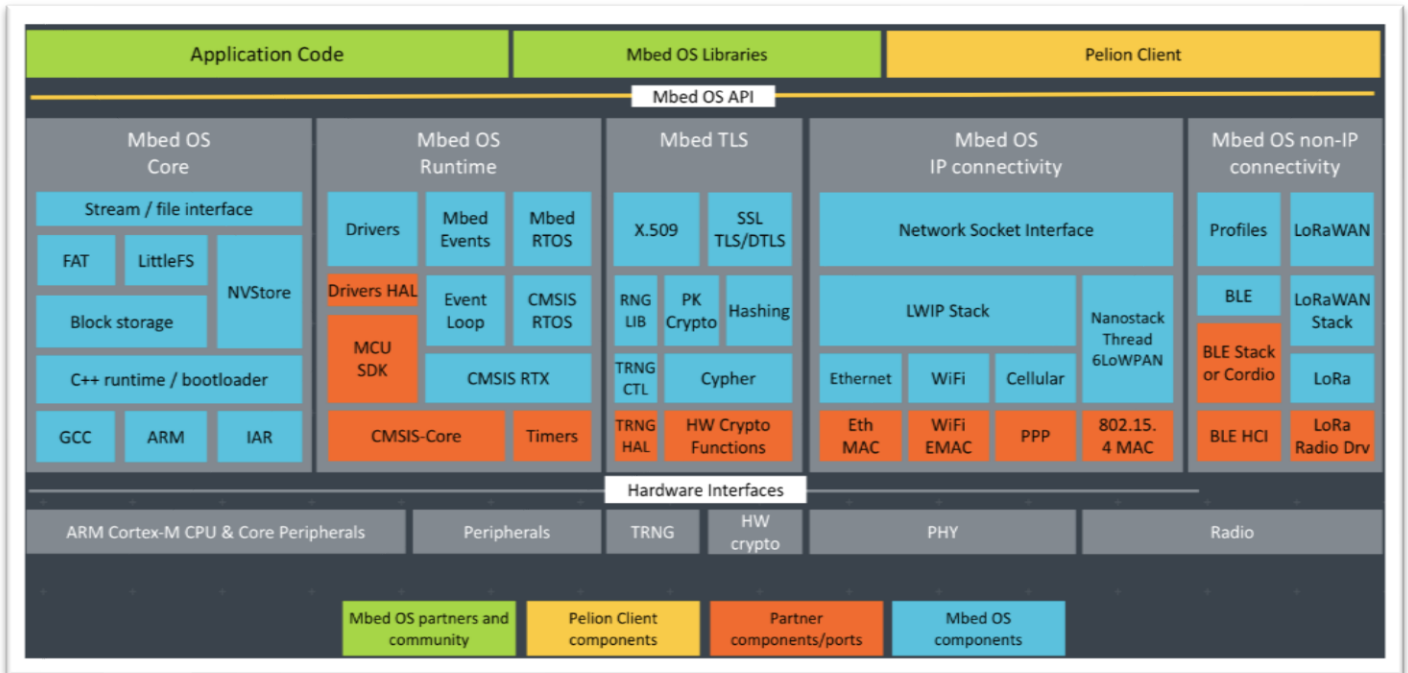 Application Code
Mbed OS Libraries
Pelion Client
Mbed OS API
Mbed OS
Core
Stream / file interface
FAT
LittleFS
NVStore
Block storage
C++ runtime / bootloader
GCC
ARM
IAR
Mbed OS
Runtime
Drivers
Mbed
Events
Mbed
RTOS
Drivers HAL
Event
Loop
CMSIS
RTOS
MCU
SDK
CMSIS RTX
CMSIS-Core
Timers
Mbed TLS
X.509
SSL
TLS/DTLS
RNG
LIB
PK
Crypto
Hashing
TRNG
CTL
Cypher
TRNG
HAL
HW Crypto
Functions
Mbed OS
IP connectivity
Network Socket Interface
LWIP Stack
Nanostack
Thread
6LoWPAN
Ethernet
WiFi
Cellular
Eth
MAC
WiFi
EMAC
PPP
802.15.
4 MAC
Mbed OS non-IP
connectivity
Profiles
LoRaWAN
BLE
LoRaWAN
Stack
BLE Stack
or Cordio
LoRa
BLE HCI
LoRa
Radio Drv
Hardware Interfaces
ARM Cortex-M CPU & Core Peripherals
Peripherals
TRNG
HW
crypto
PHY
Radio
Mbed OS partners and
community
Pelion Client
components
Partner
components/ports
Mbed OS
components